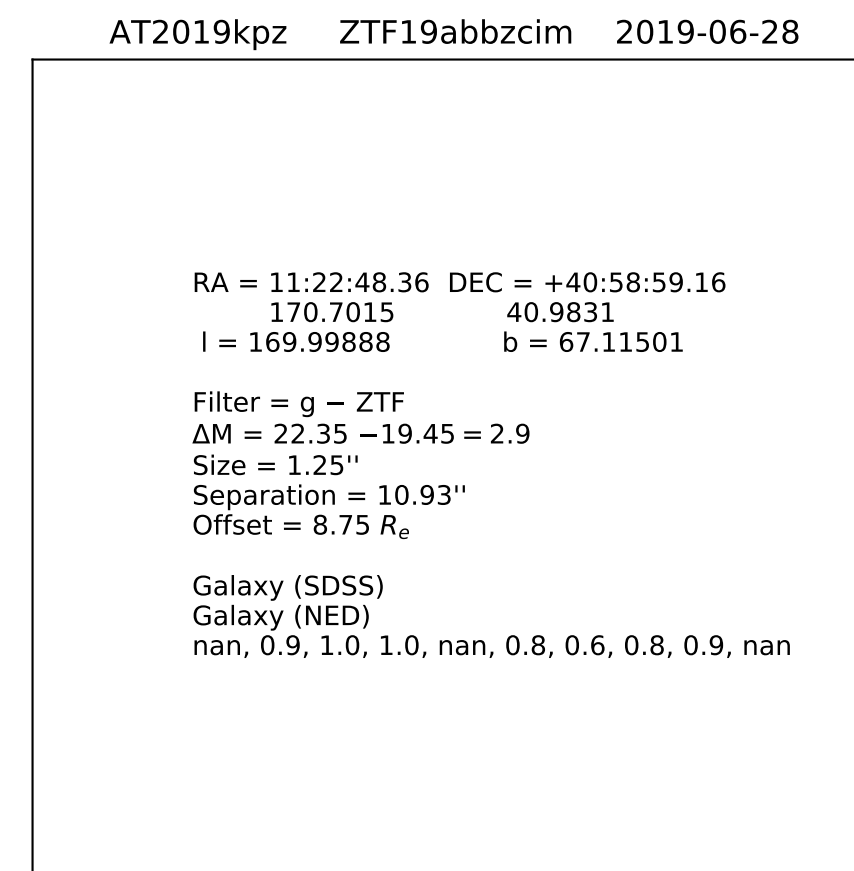 AT2019kpz ZTF19abbzcim 2019-06-28
RA = 11:22:48.36 DEC = +40:58:59.16
170.7015 40.9831
l = 169.99888 b = 67.11501
Filter = g − ZTF
ΔM = 22.35 −19.45 = 2.9
Size = 1.25''
Separation = 10.93''
Offset = 8.75 Rₑ
Galaxy (SDSS)
Galaxy (NED)
nan, 0.9, 1.0, 1.0, nan, 0.8, 0.6, 0.8, 0.9, nan